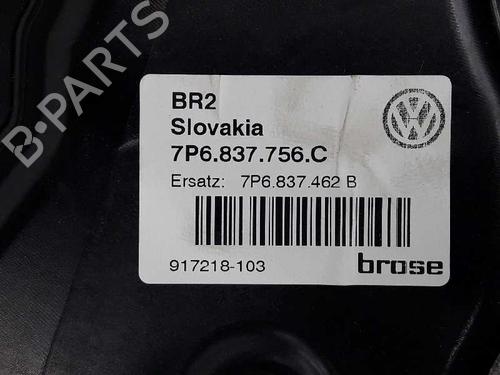 B-PARTS
BR2
Slovakia
7P6.837.756.C
Ersatz: 7P6.837.462 B
917218-103
brose